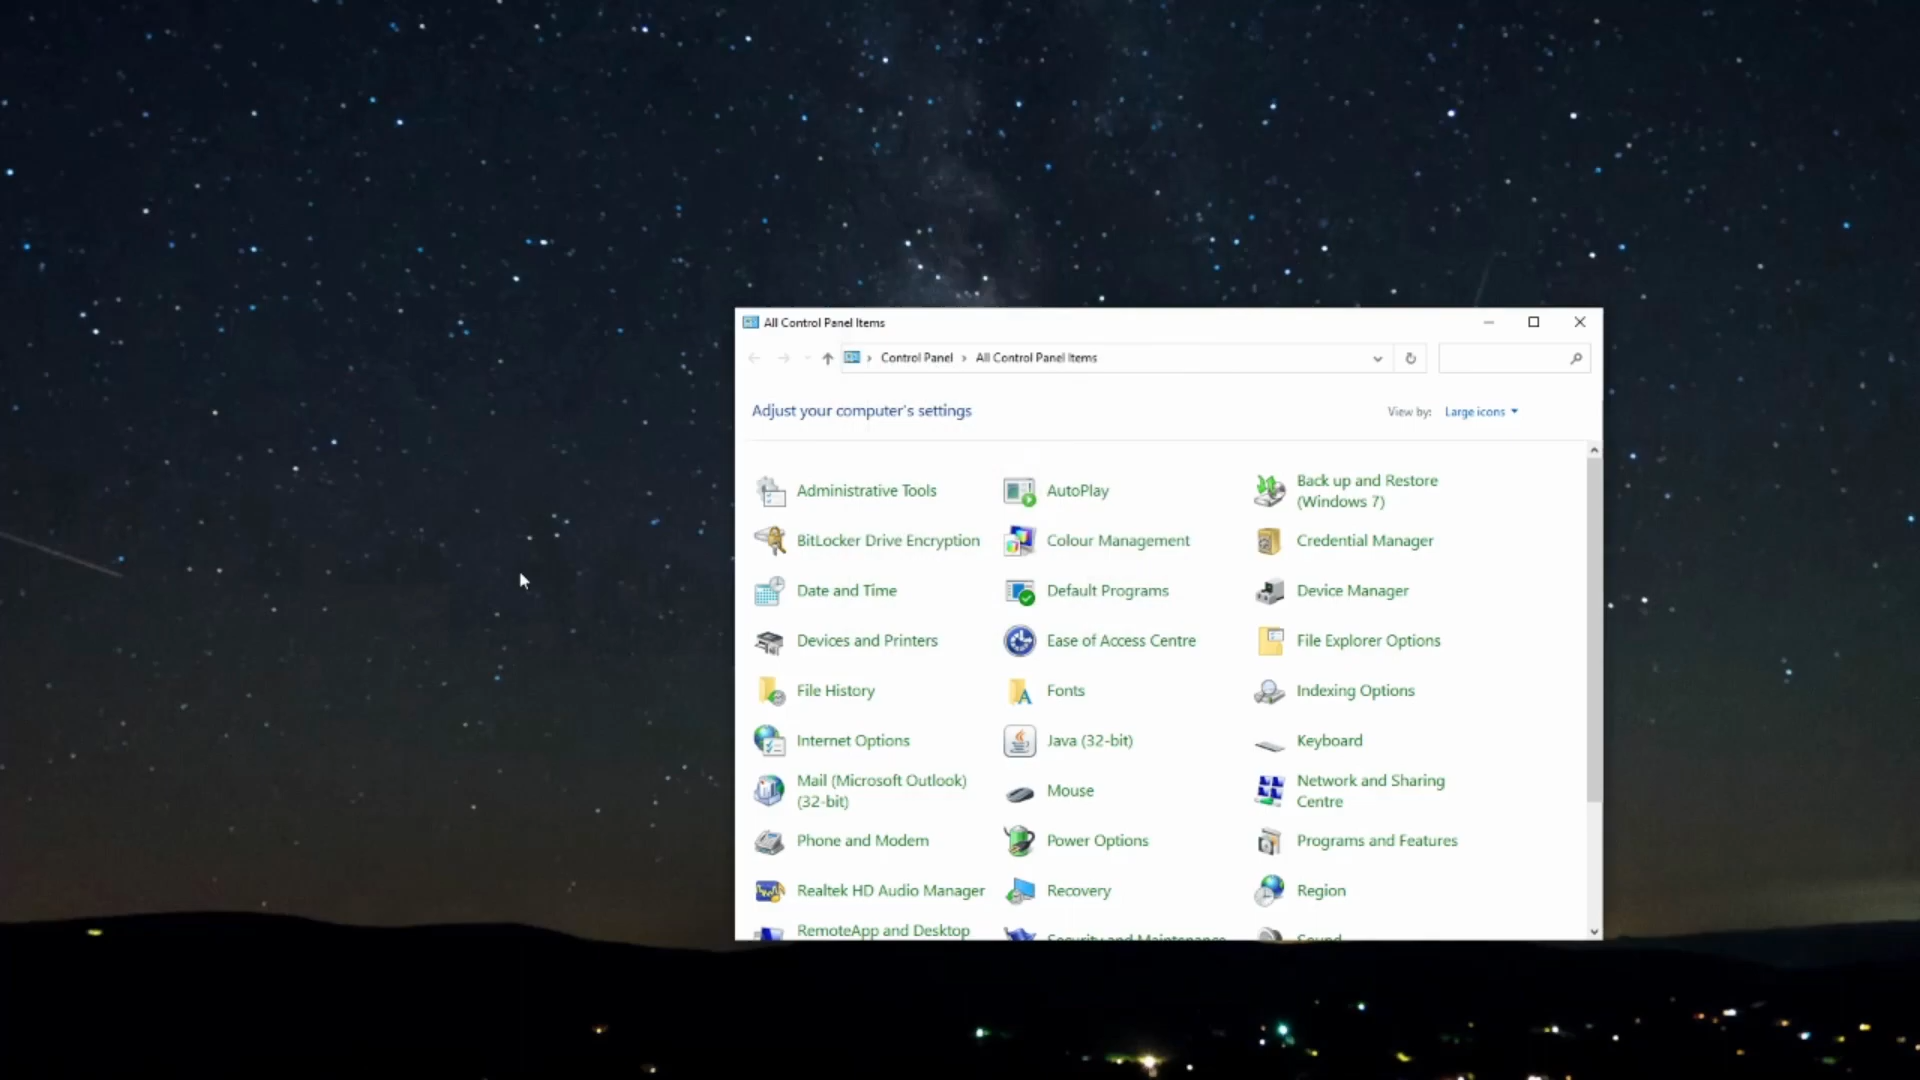 All Control Panel Items
Control Panel > All Control Panel Items
Adjust your computer's settings
View by: Large icons
Administrative Tools
AutoPlay
Back up and Restore
(Windows 7)
BitLocker Drive Encryption
Colour Management
Credential Manager
Date and Time
Default Programs
Device Manager
Devices and Printers
Ease of Access Centre
File Explorer Options
File History
Fonts
Indexing Options
Internet Options
Java (32-bit)
Keyboard
Mail (Microsoft Outlook)
(32-bit)
Mouse
Network and Sharing
Centre
Phone and Modem
Power Options
Programs and Features
Realtek HD Audio Manager
Recovery
Region
RemoteApp and Desktop
Security and Maintenance
Sound